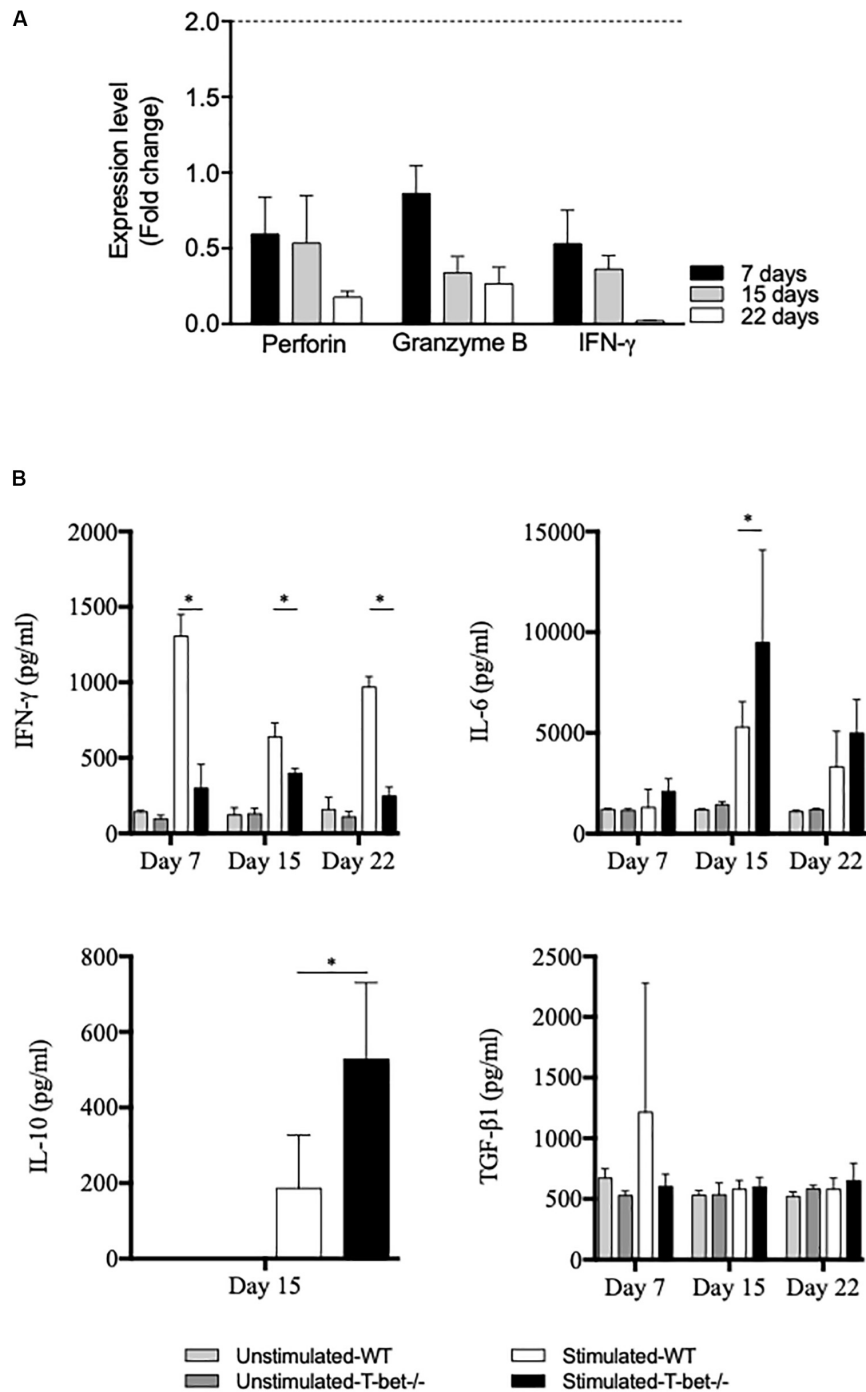 A
Expression level
(Fold change)
2.0
1.5
1.0
0.5
0.0
Perforin Granzyme B IFN-γ
7 days
15 days
22 days
B
IFN-γ (pg/ml)
2000
1500
1000
500
0
* * *
Day 7 Day 15 Day 22
IL-6 (pg/ml)
15000
10000
5000
0
*
Day 7 Day 15 Day 22
IL-10 (pg/ml)
800
600
400
200
0
*
Day 15
TGF-β1 (pg/ml)
2500
2000
1500
1000
500
0
Day 7 Day 15 Day 22
Unstimulated-WT
Unstimulated-T-bet-/-
Stimulated-WT
Stimulated-T-bet-/-